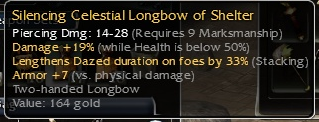 Silencing Celestial Longbow of Shelter
Piercing Dmg: 14-28 (Requires 9 Marksmanship)
Damage +19% (while Health is below 50%)
Lengthens Dazed duration on foes by 33% (Stacking)
Armor +7 (vs. physical damage)
Two-handed Longbow
Value: 164 gold